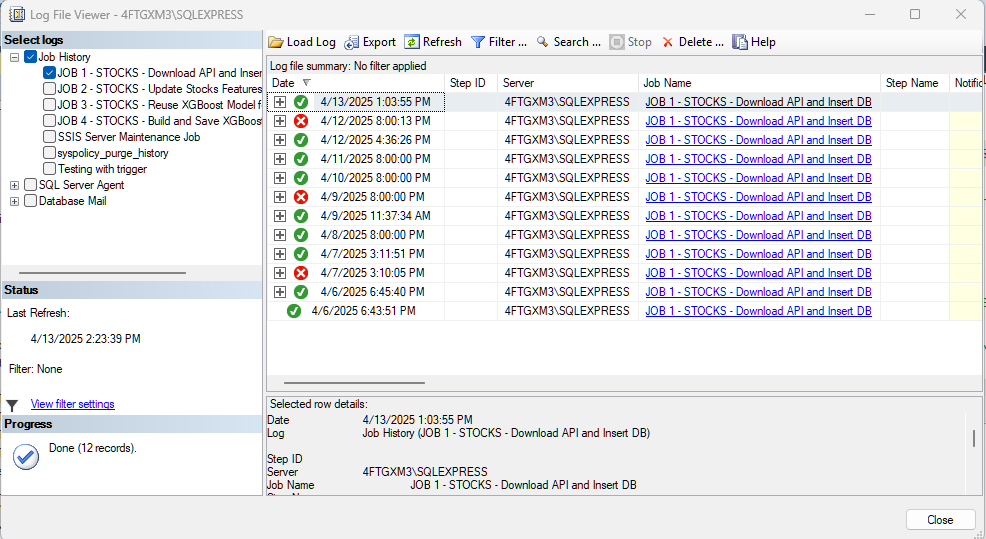 Log File Viewer - 4FTGXM3\SQLEXPRESS
Select logs
Job History
JOB 1 - STOCKS - Download API and Inser
JOB 2 - STOCKS - Update Stocks Features
JOB 3 - STOCKS - Reuse XGBoost Model f
JOB 4 - STOCKS - Build and Save XGBoost
SSIS Server Maintenance Job
syspolicy_purge_history
Testing with trigger
SQL Server Agent
Database Mail
Status
Last Refresh:
4/13/2025 2:23:39 PM
Filter: None
View filter settings
Progress
Done (12 records).
Load Log Export Refresh Filter ... Search ... Stop Delete ... Help
Log file summary: No filter applied
Date Step ID Server Job Name Step Name Notific
4/13/2025 1:03:55 PM 4FTGXM3\SQLEXPRESS JOB 1 - STOCKS - Download API and Insert DB
4/12/2025 8:00:13 PM 4FTGXM3\SQLEXPRESS JOB 1 - STOCKS - Download API and Insert DB
4/12/2025 4:36:26 PM 4FTGXM3\SQLEXPRESS JOB 1 - STOCKS - Download API and Insert DB
4/11/2025 8:00:00 PM 4FTGXM3\SQLEXPRESS JOB 1 - STOCKS - Download API and Insert DB
4/10/2025 8:00:00 PM 4FTGXM3\SQLEXPRESS JOB 1 - STOCKS - Download API and Insert DB
4/9/2025 8:00:00 PM 4FTGXM3\SQLEXPRESS JOB 1 - STOCKS - Download API and Insert DB
4/9/2025 11:37:34 AM 4FTGXM3\SQLEXPRESS JOB 1 - STOCKS - Download API and Insert DB
4/8/2025 8:00:00 PM 4FTGXM3\SQLEXPRESS JOB 1 - STOCKS - Download API and Insert DB
4/7/2025 3:11:51 PM 4FTGXM3\SQLEXPRESS JOB 1 - STOCKS - Download API and Insert DB
4/7/2025 3:10:05 PM 4FTGXM3\SQLEXPRESS JOB 1 - STOCKS - Download API and Insert DB
4/6/2025 6:45:40 PM 4FTGXM3\SQLEXPRESS JOB 1 - STOCKS - Download API and Insert DB
4/6/2025 6:43:51 PM 4FTGXM3\SQLEXPRESS JOB 1 - STOCKS - Download API and Insert DB
Selected row details:
Date 4/13/2025 1:03:55 PM
Log Job History (JOB 1 - STOCKS - Download API and Insert DB)
Step ID
Server 4FTGXM3\SQLEXPRESS
Job Name JOB 1 - STOCKS - Download API and Insert DB
Close